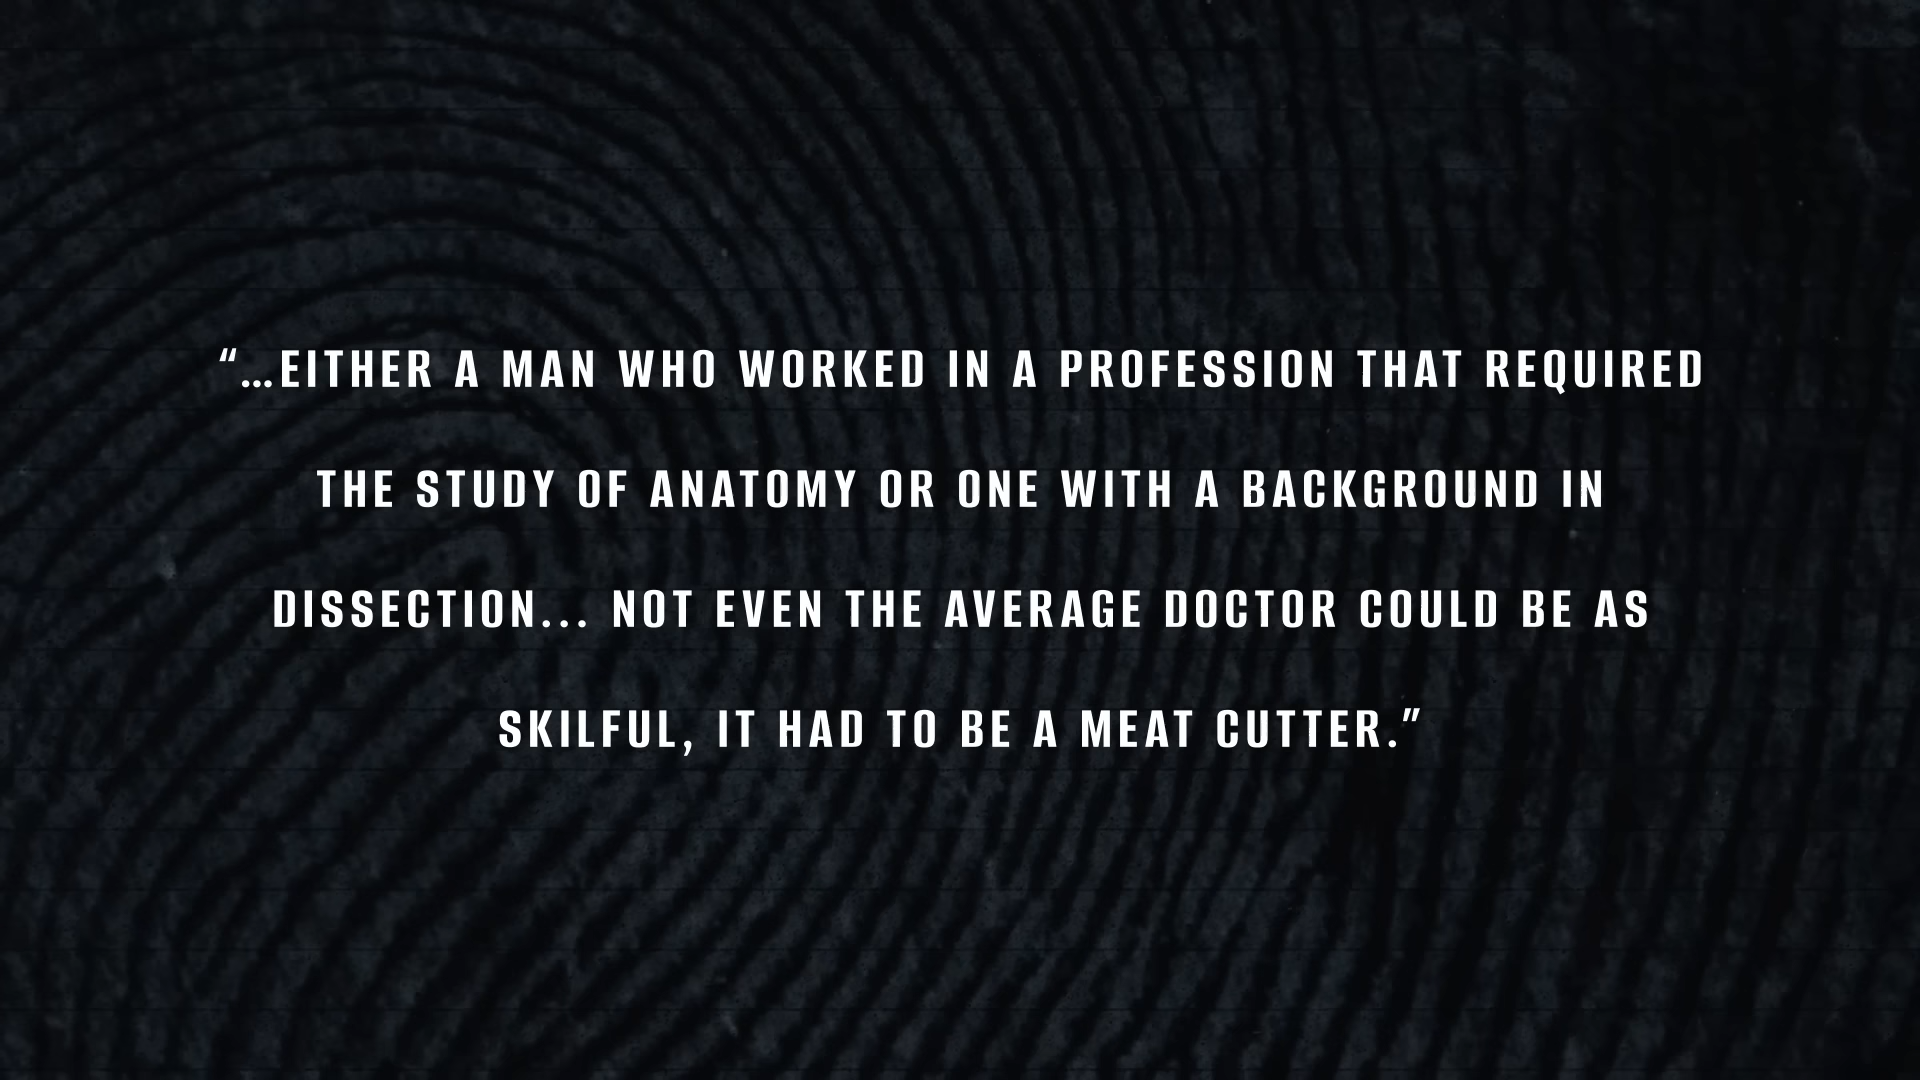 “...EITHER A MAN WHO WORKED IN A PROFESSION THAT REQUIRED
THE STUDY OF ANATOMY OR ONE WITH A BACKGROUND IN
DISSECTION... NOT EVEN THE AVERAGE DOCTOR COULD BE AS
SKILFUL, IT HAD TO BE A MEAT CUTTER.”